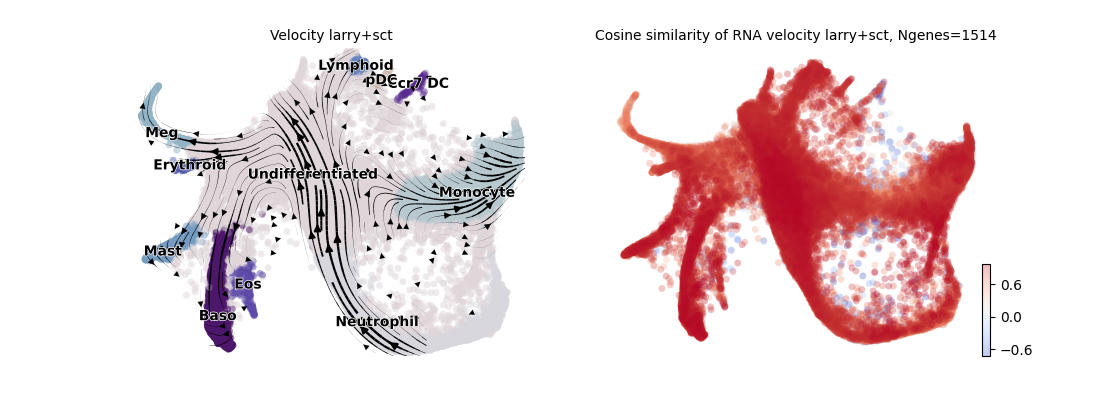 Velocity larry+sct
Cosine similarity of RNA velocity larry+sct, Ngenes=1514
Lymphoid
pDC
Ccr7 DC
Meg
Erythroid
Undifferentiated
Monocyte
Mast
Eos
Baso
Neutrophil
0.6
0.0
−0.6